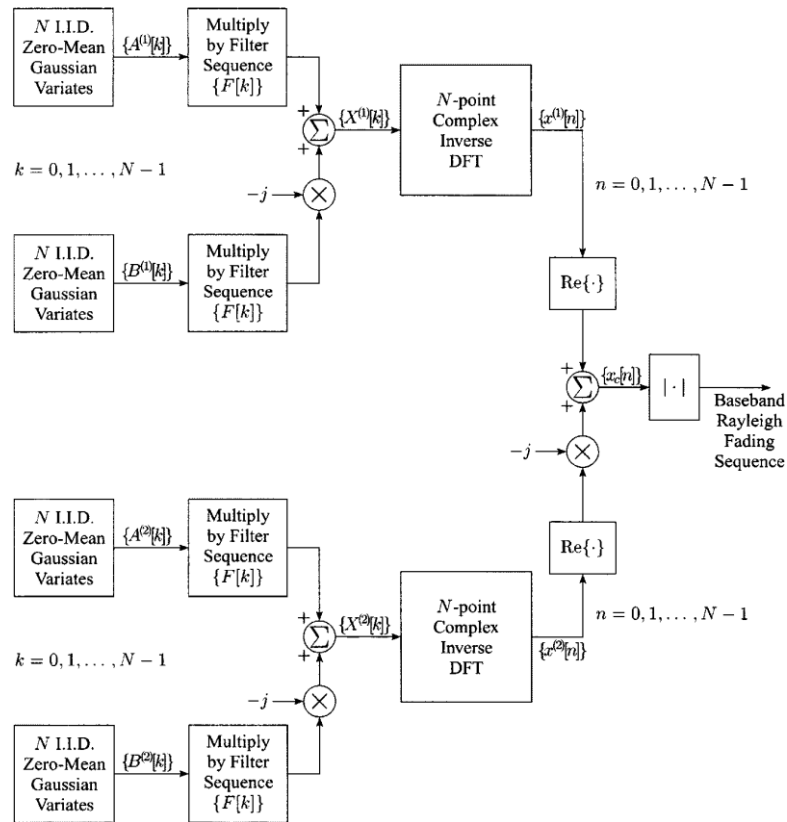 N I.I.D.
Zero-Mean
Gaussian
Variates
{A^(1)[k]}
Multiply
by Filter
Sequence
{F[k]}
+
+
Σ
{X^(1)[k]}
N-point
Complex
Inverse
DFT
{x^(1)[n]}
k = 0, 1, . . . , N − 1
−j
×
n = 0, 1, . . . , N − 1
N I.I.D.
Zero-Mean
Gaussian
Variates
{B^(1)[k]}
Multiply
by Filter
Sequence
{F[k]}
Re{·}
+
+
Σ
{x_c[n]}
| · |
Baseband
Rayleigh
Fading
Sequence
−j
×
N I.I.D.
Zero-Mean
Gaussian
Variates
{A^(2)[k]}
Multiply
by Filter
Sequence
{F[k]}
Re{·}
+
+
Σ
{X^(2)[k]}
N-point
Complex
Inverse
DFT
{x^(2)[n]}
n = 0, 1, . . . , N − 1
k = 0, 1, . . . , N − 1
−j
×
N I.I.D.
Zero-Mean
Gaussian
Variates
{B^(2)[k]}
Multiply
by Filter
Sequence
{F[k]}